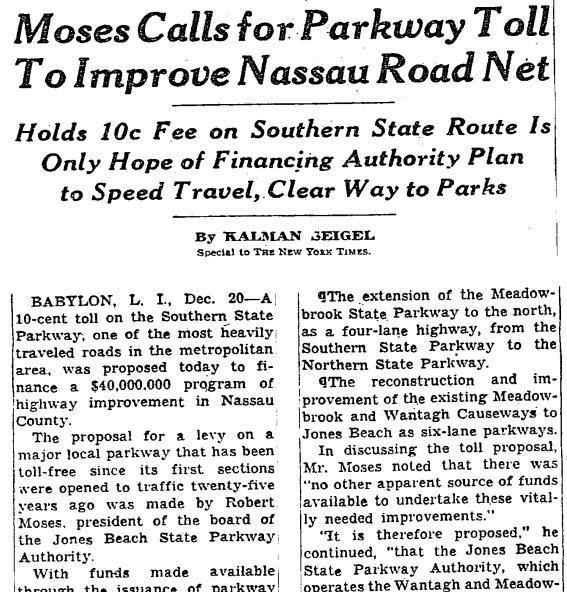 Moses Calls for Parkway Toll
To Improve Nassau Road Net
Holds 10c Fee on Southern State Route Is
Only Hope of Financing Authority Plan
to Speed Travel, Clear Way to Parks
By KALMAN SEIGEL
Special to THE NEW YORK TIMES.
BABYLON, L. I., Dec. 20—A
10-cent toll on the Southern State
Parkway, one of the most heavily
traveled roads in the metropolitan
area, was proposed today to fi-
nance a $40,000.000 program of
highway improvement in Nassau
County.
The proposal for a levy on a
major local parkway that has been
toll-free since its first sections
were opened to traffic twenty-five
years ago was made by Robert
Moses, president of the board of
the Jones Beach State Parkway
Authority.
With funds made available
through the issuance of parkway
¶The extension of the Meadow-
brook State Parkway to the north,
as a four-lane highway, from the
Southern State Parkway to the
Northern State Parkway.
¶The reconstruction and im-
provement of the existing Meadow-
brook and Wantagh Causeways to
Jones Beach as six-lane parkways.
In discussing the toll proposal,
Mr. Moses noted that there was
"no other apparent source of funds
available to undertake these vital-
ly needed improvements."
"It is therefore proposed," he
continued, "that the Jones Beach
State Parkway Authority, which
operates the Wantagh and Meadow-